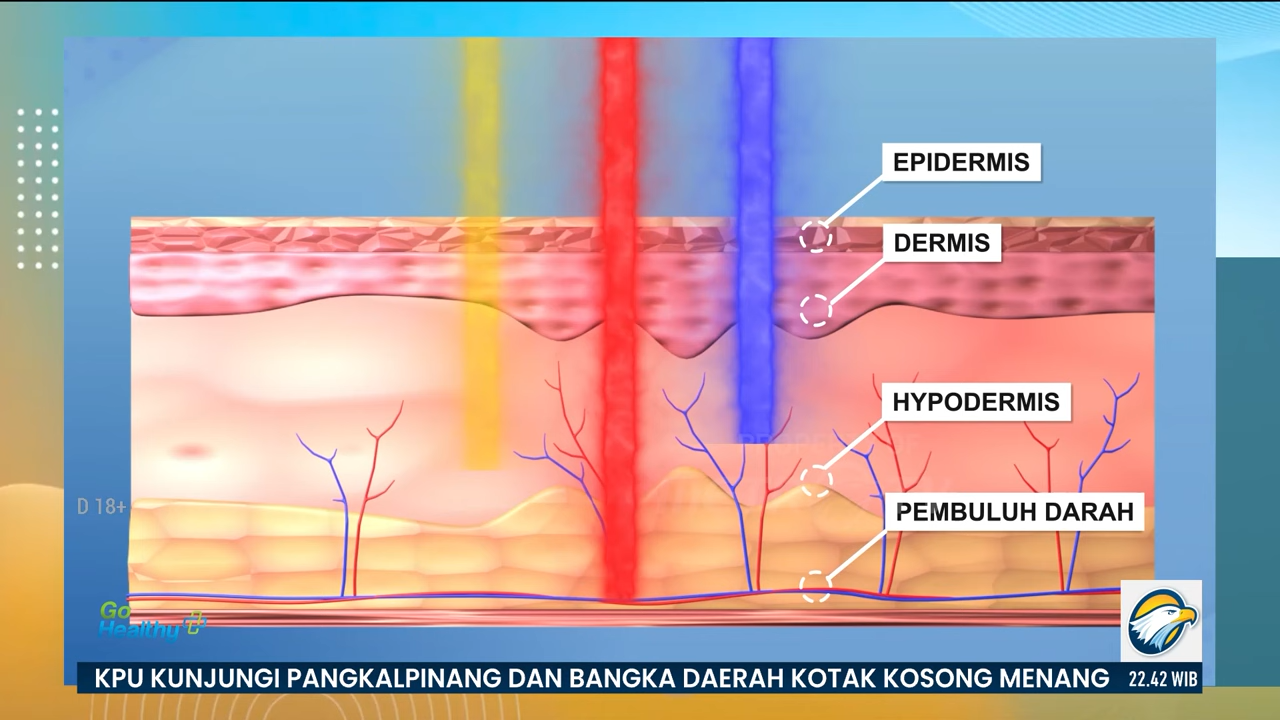 EPIDERMIS
DERMIS
HYPODERMIS
D 18+
PEMBULUH DARAH
Go
Healthy
KPU KUNJUNGI PANGKALPINANG DAN BANGKA DAERAH KOTAK KOSONG MENANG
22.42 WIB